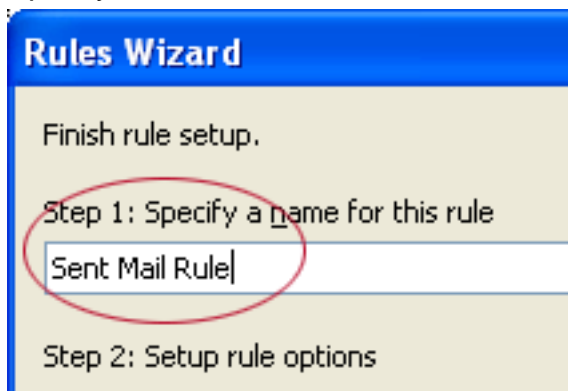 Rules Wizard
Finish rule setup.
Step 1: Specify a name for this rule
Sent Mail Rule
Step 2: Setup rule options